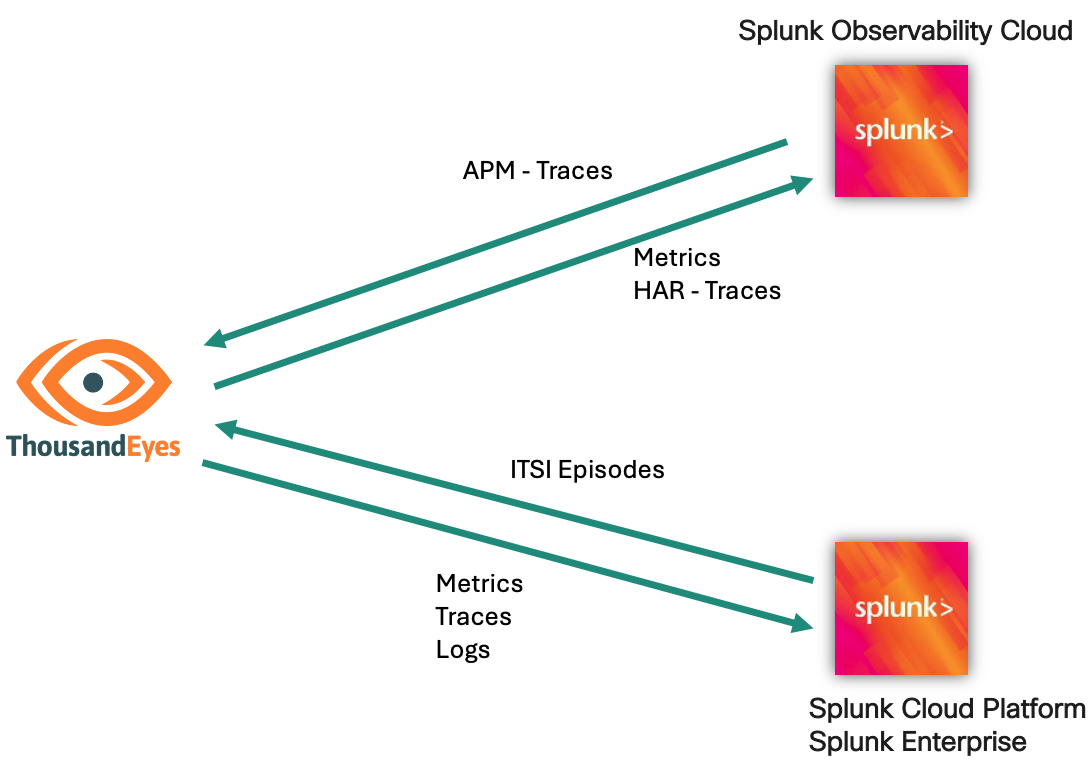 Splunk Observability Cloud
splunk>
APM - Traces
Metrics
HAR - Traces
ThousandEyes
ITSI Episodes
Metrics
Traces
Logs
splunk>
Splunk Cloud Platform
Splunk Enterprise